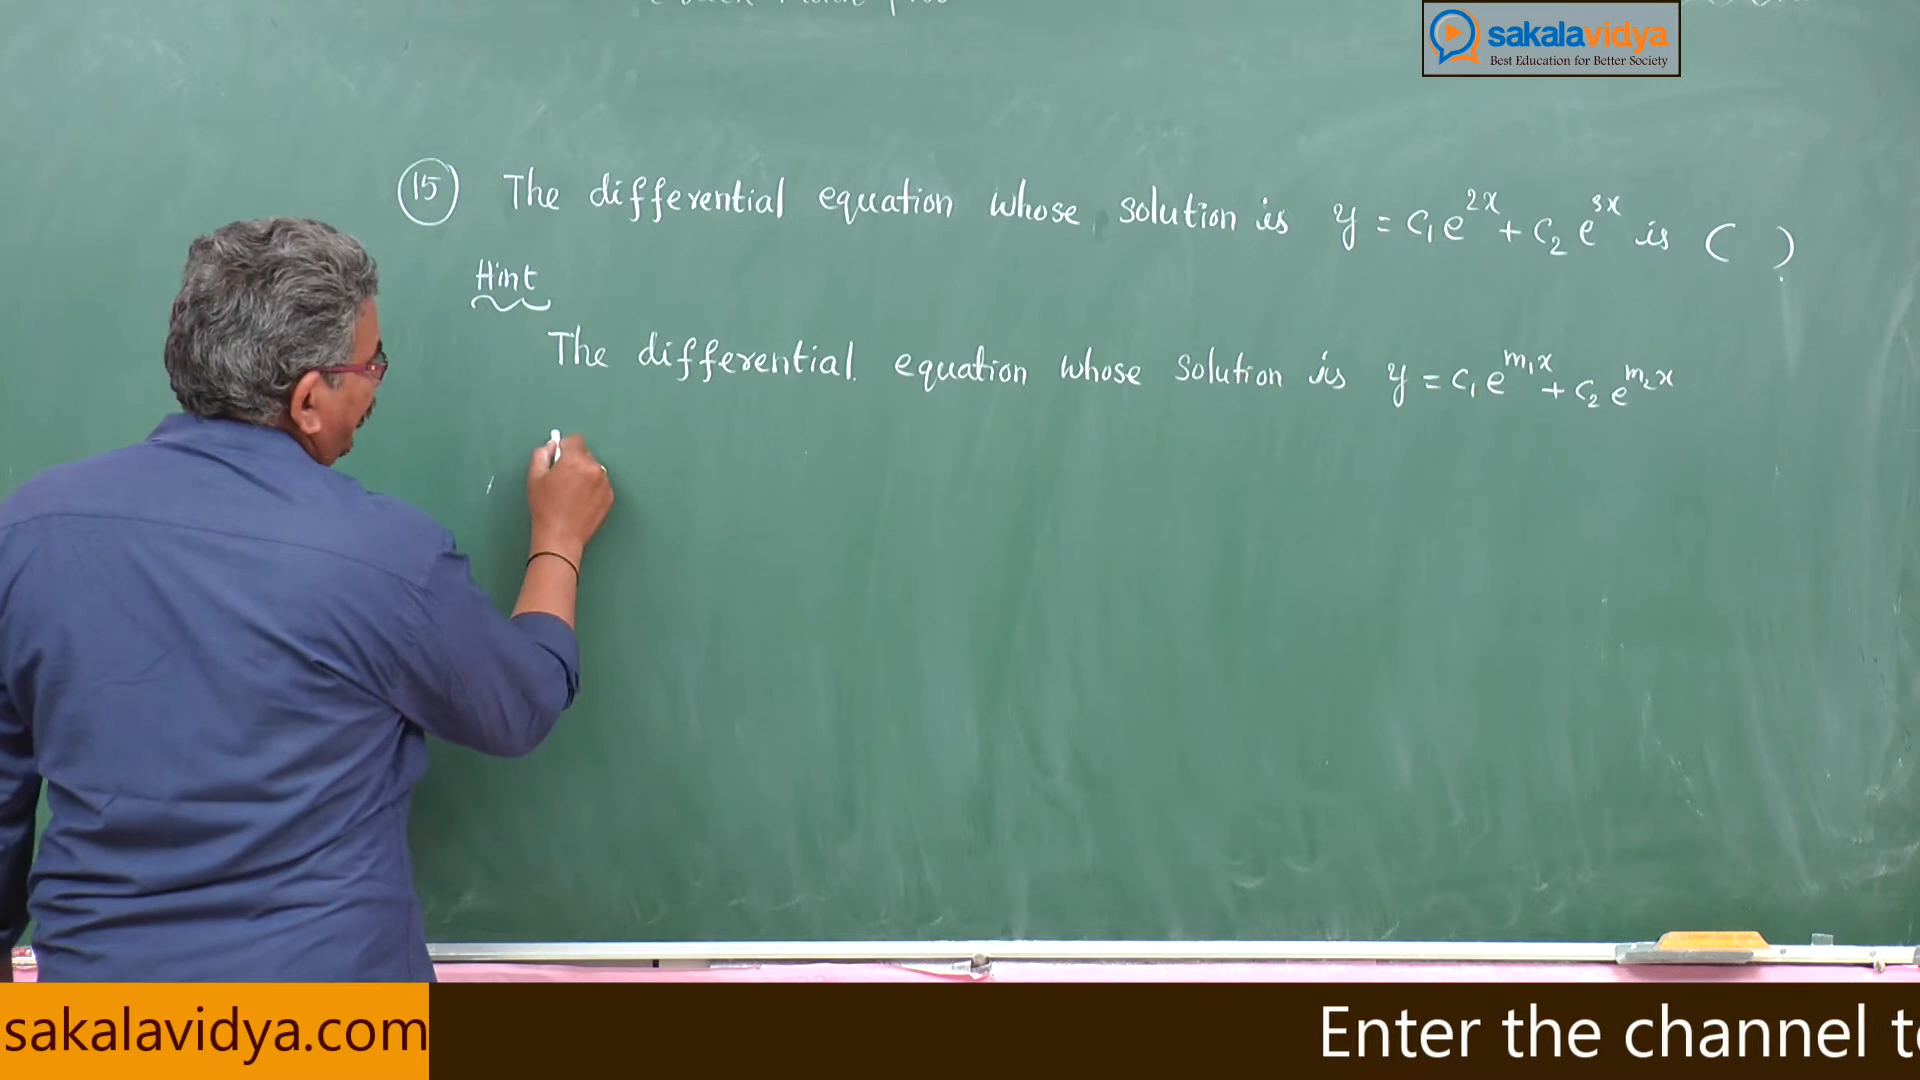 sakalavidya
Best Education for Better Society
(15) The differential equation whose solution is y = c₁e^{2x} + c₂e^{3x} is ( )
Hint
The differential equation whose solution is y = c₁e^{m₁x} + c₂e^{m₂x}
sakalavidya.com
Enter the channel